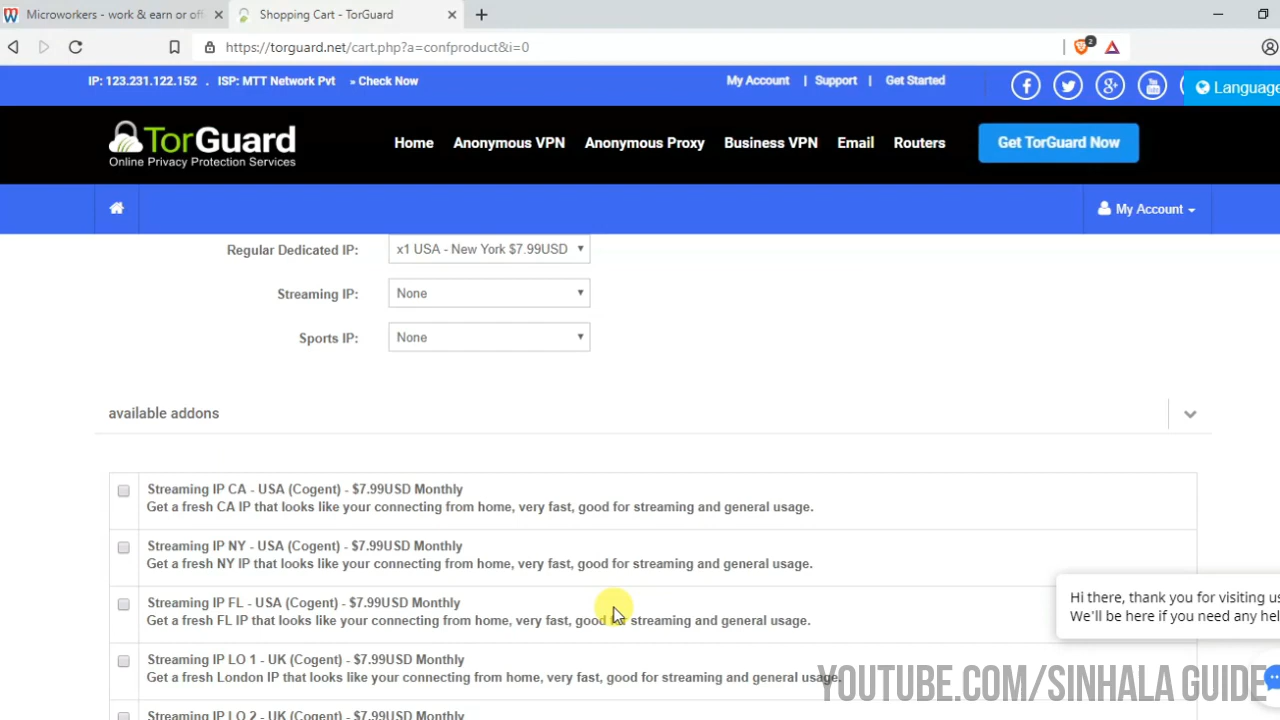 Microworkers - work & earn or off
Shopping Cart - TorGuard
https://torguard.net/cart.php?a=confproduct&i=0
2
IP: 123.231.122.152 . ISP: MTT Network Pvt » Check Now
My Account | Support | Get Started
Language
TorGuard
Online Privacy Protection Services
Home Anonymous VPN Anonymous Proxy Business VPN Email Routers
Get TorGuard Now
My Account
Regular Dedicated IP: x1 USA - New York $7.99USD
Streaming IP: None
Sports IP: None
available addons
Streaming IP CA - USA (Cogent) - $7.99USD Monthly
Get a fresh CA IP that looks like your connecting from home, very fast, good for streaming and general usage.
Streaming IP NY - USA (Cogent) - $7.99USD Monthly
Get a fresh NY IP that looks like your connecting from home, very fast, good for streaming and general usage.
Streaming IP FL - USA (Cogent) - $7.99USD Monthly
Get a fresh FL IP that looks like your connecting from home, very fast, good for streaming and general usage.
Streaming IP LO 1 - UK (Cogent) - $7.99USD Monthly
Get a fresh London IP that looks like your connecting from home, very fast, good for streaming and general usage.
Streaming IP LO 2 - UK (Cogent) - $7.99USD Monthly
Hi there, thank you for visiting us
We'll be here if you need any hel
YOUTUBE.COM/SINHALA GUIDE